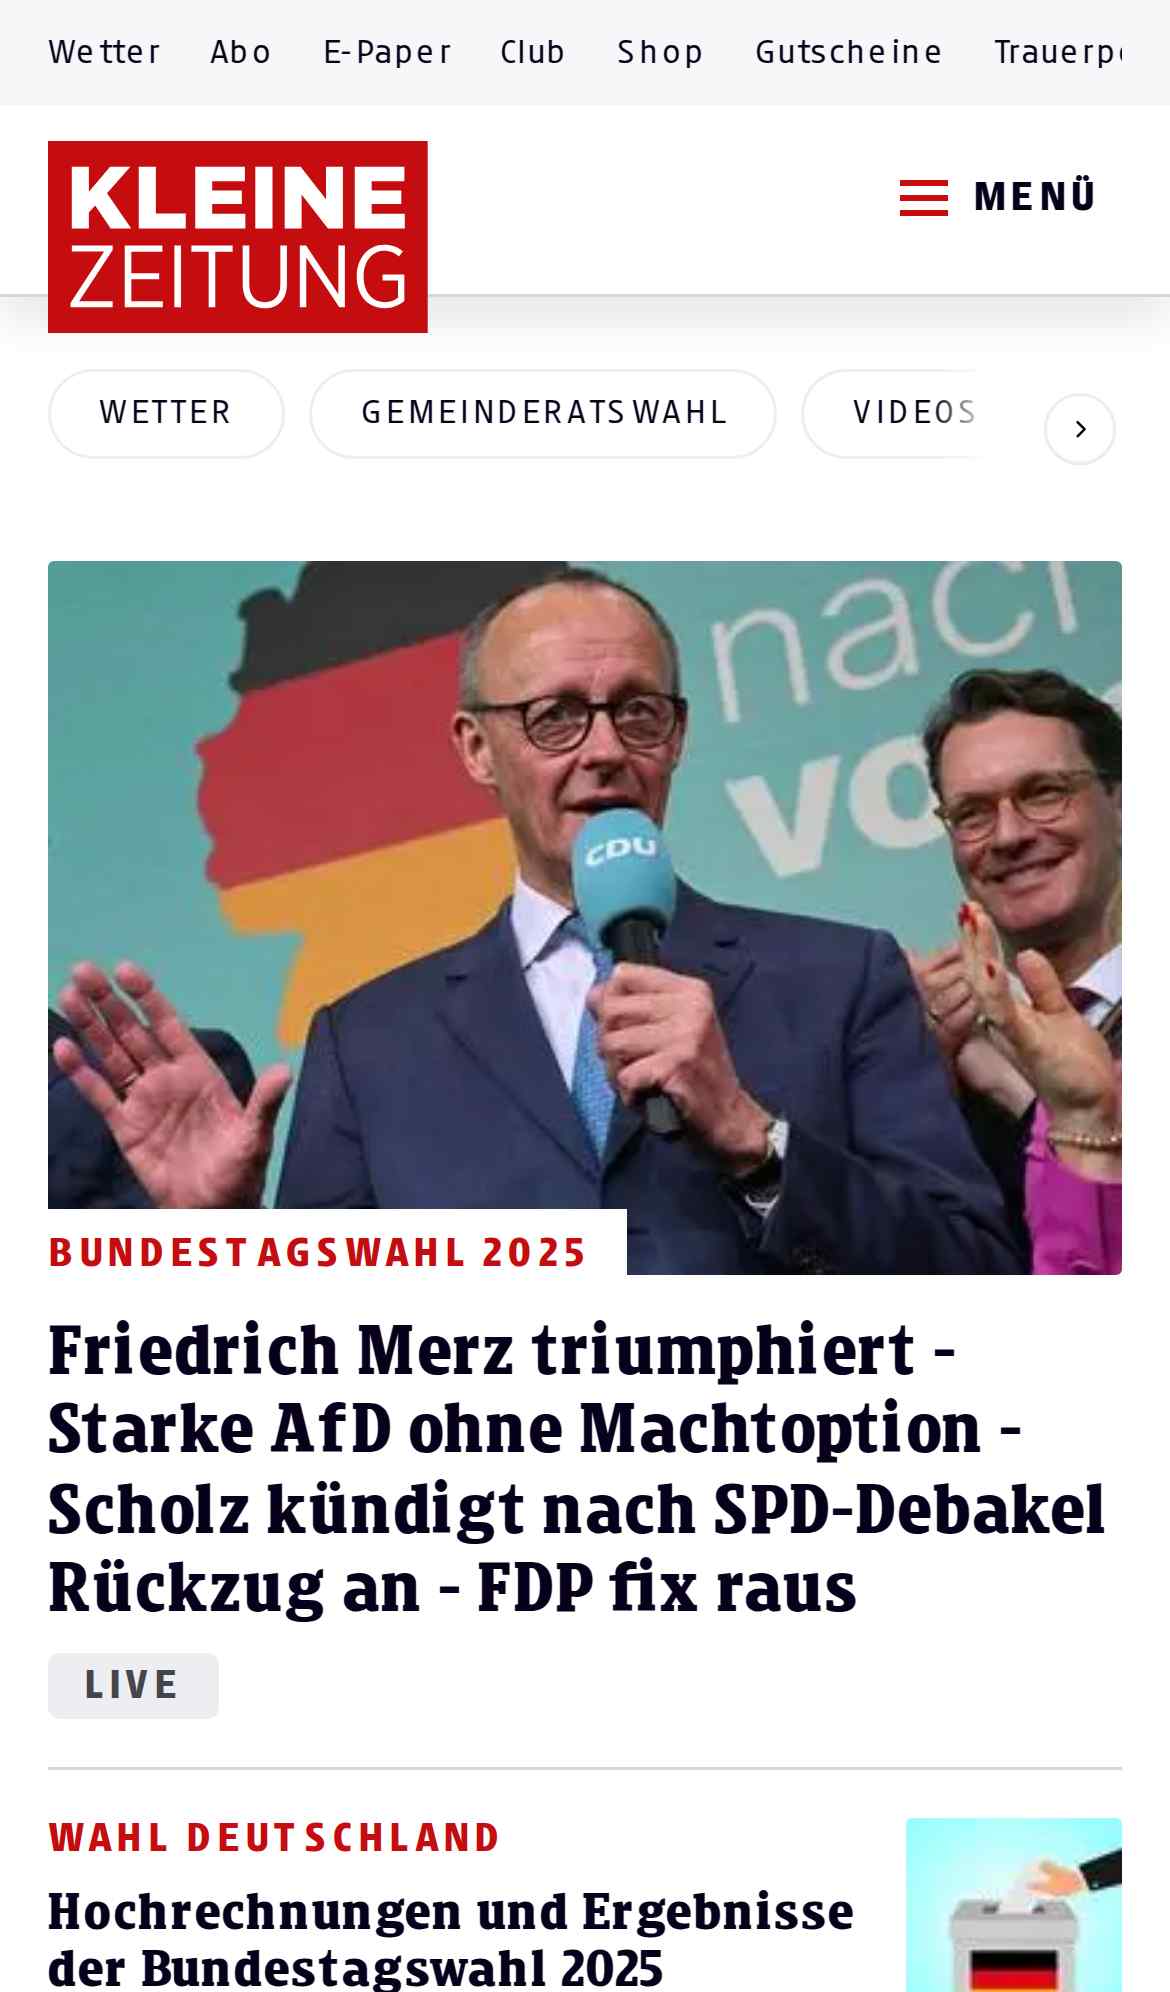 Wetter Abo E-Paper Club Shop Gutscheine
KLEINE
ZEITUNG
MENÜ
WETTER GEMEINDERATSWAHL VIDEOS
nach
CDU
BUNDESTAGSWAHL 2025
Friedrich Merz triumphiert -
Starke AfD ohne Machtoption -
Scholz kündigt nach SPD-Debakel
Rückzug an - FDP fix raus
LIVE
WAHL DEUTSCHLAND
Hochrechnungen und Ergebnisse
der Bundestagswahl 2025